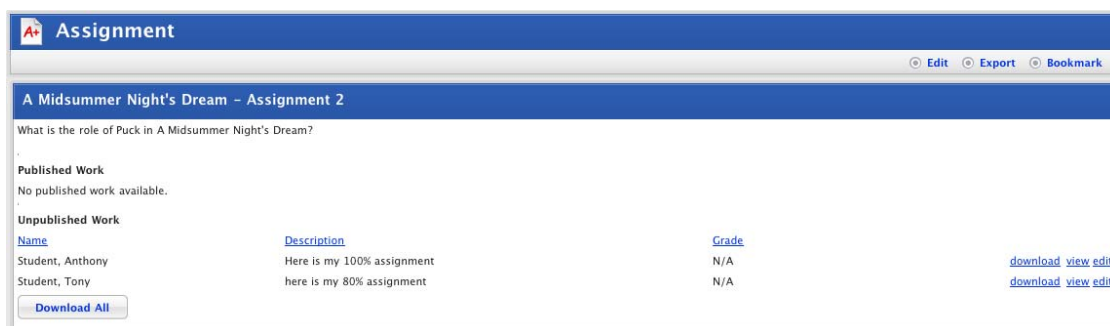 A+ Assignment
Edit Export Bookmark
A Midsummer Night's Dream – Assignment 2
What is the role of Puck in A Midsummer Night's Dream?
Published Work
No published work available.
Unpublished Work
Name Description Grade
Student, Anthony Here is my 100% assignment N/A download view edit
Student, Tony here is my 80% assignment N/A download view edit
Download All